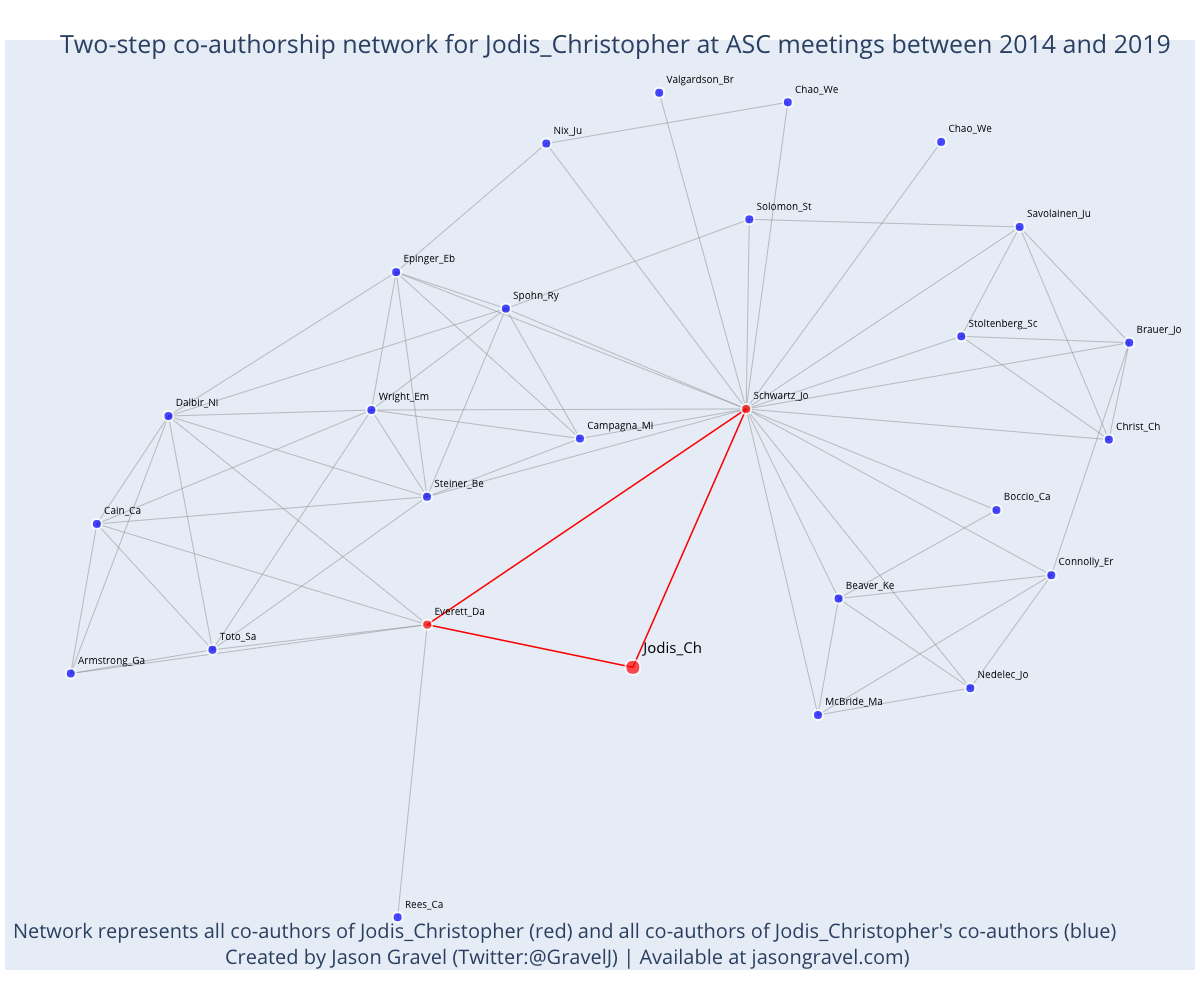 Two-step co-authorship network for Jodis_Christopher at ASC meetings between 2014 and 2019
Valgardson_Br
Chao_We
Nix_Ju
Chao_We
Solomon_St
Savolainen_Ju
Epinger_Eb
Spohn_Ry
Stoltenberg_Sc
Brauer_Jo
Dalbir_Ni
Wright_Em
Schwartz_Jo
Campagna_Mi
Christ_Ch
Steiner_Be
Cain_Ca
Boccio_Ca
Connolly_Er
Beaver_Ke
Everett_Da
Toto_Sa
Jodis_Ch
Armstrong_Ga
Nedelec_Jo
McBride_Ma
Rees_Ca
Network represents all co-authors of Jodis_Christopher (red) and all co-authors of Jodis_Christopher's co-authors (blue)
Created by Jason Gravel (Twitter:@GravelJ) | Available at jasongravel.com)